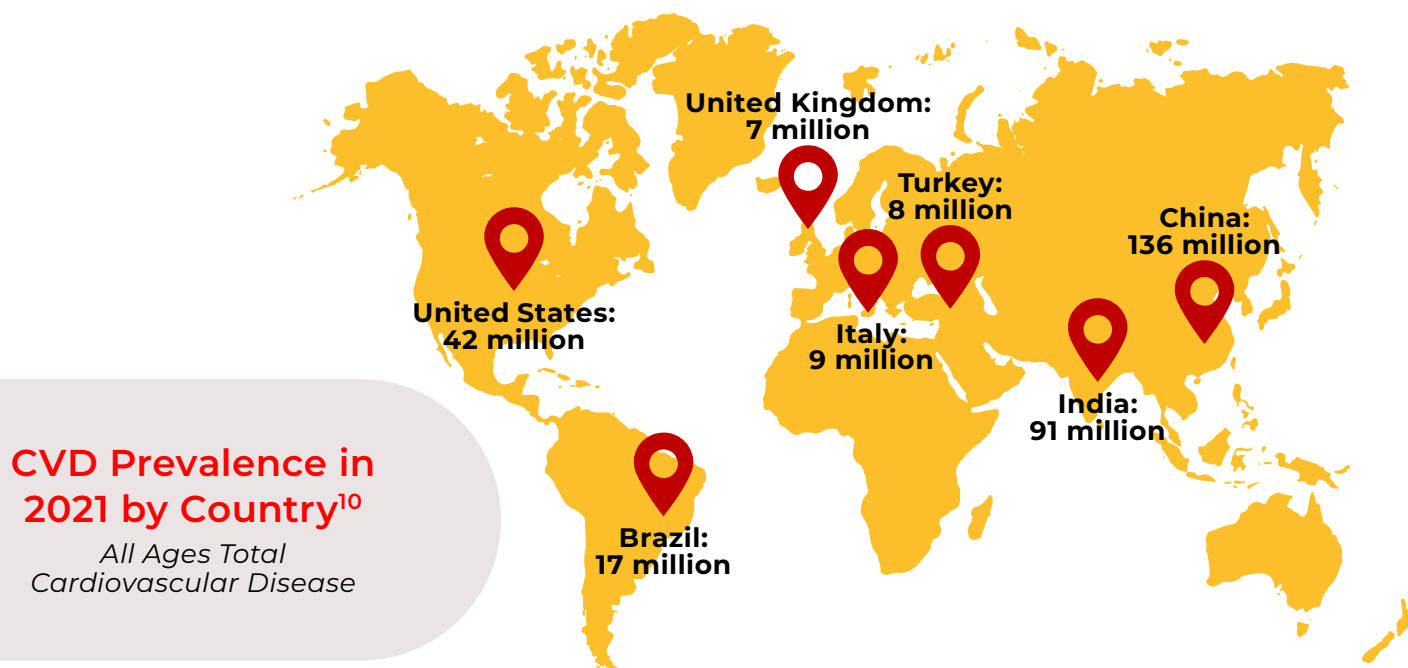 United Kingdom:
7 million
Turkey:
8 million
China:
136 million
United States:
42 million
Italy:
9 million
India:
91 million
CVD Prevalence in
2021 by Country¹⁰
All Ages Total
Cardiovascular Disease
Brazil:
17 million